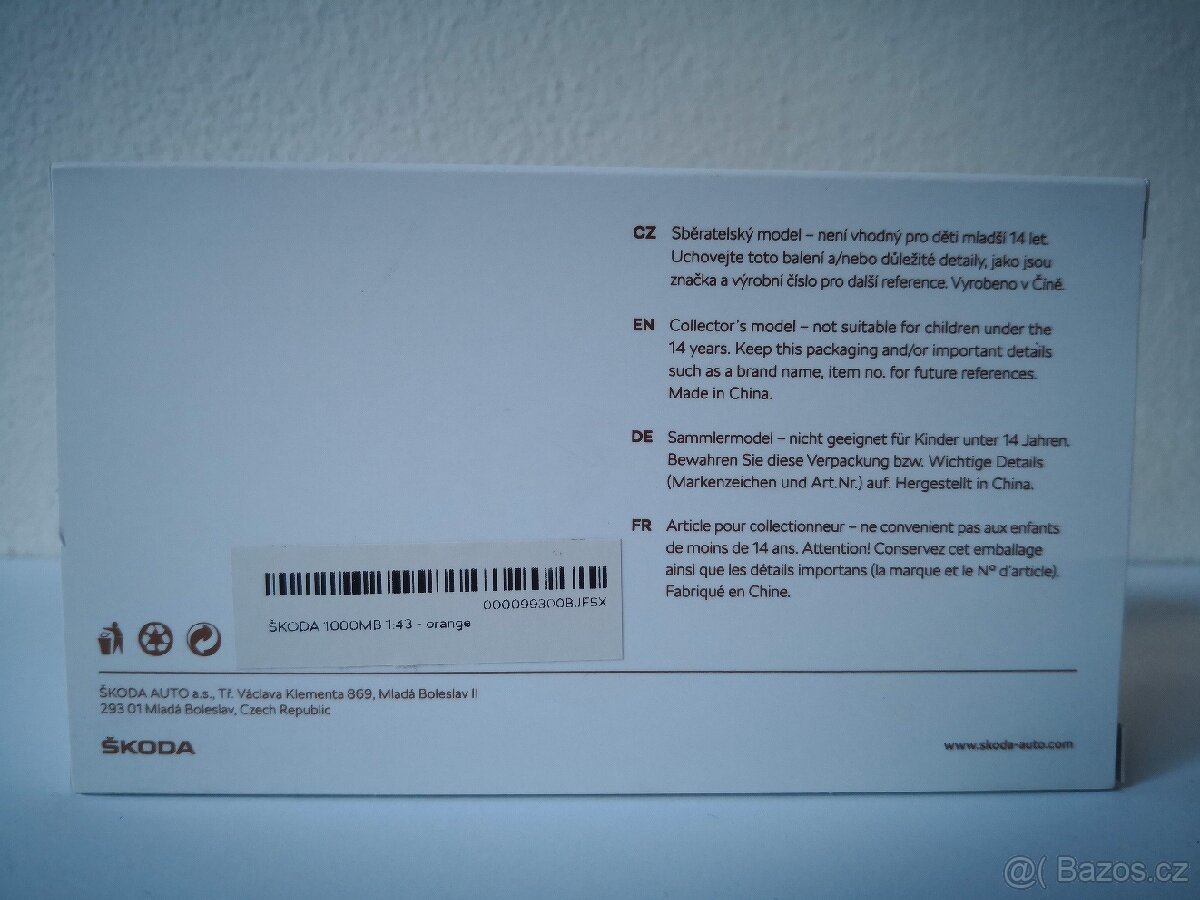 CZ Sběratelský model – není vhodný pro děti mladší 14 let.
Uchovejte toto balení a/nebo důležité detaily, jako jsou
značka a výrobní číslo pro další reference. Vyrobeno v Číně.
EN Collector's model – not suitable for children under the
14 years. Keep this packaging and/or important details
such as a brand name, item no. for future references.
Made in China.
DE Sammlermodel – nicht geeignet für Kinder unter 14 Jahren.
Bewahren Sie diese Verpackung bzw. Wichtige Details
(Markenzeichen und Art.Nr.) auf. Hergestellt in China.
FR Article pour collectionneur – ne convenient pas aux enfants
de moins de 14 ans. Attention! Conservez cet emballage
ainsi que les détails importans (la marque et le N° d'article).
Fabriqué en Chine.
000099300BJF5X
ŠKODA 1000MB 1:43 - orange
ŠKODA AUTO a.s., Tř. Václava Klementa 869, Mladá Boleslav II
293 01 Mladá Boleslav, Czech Republic
ŠKODA
www.skoda-auto.com
@( Bazos.cz